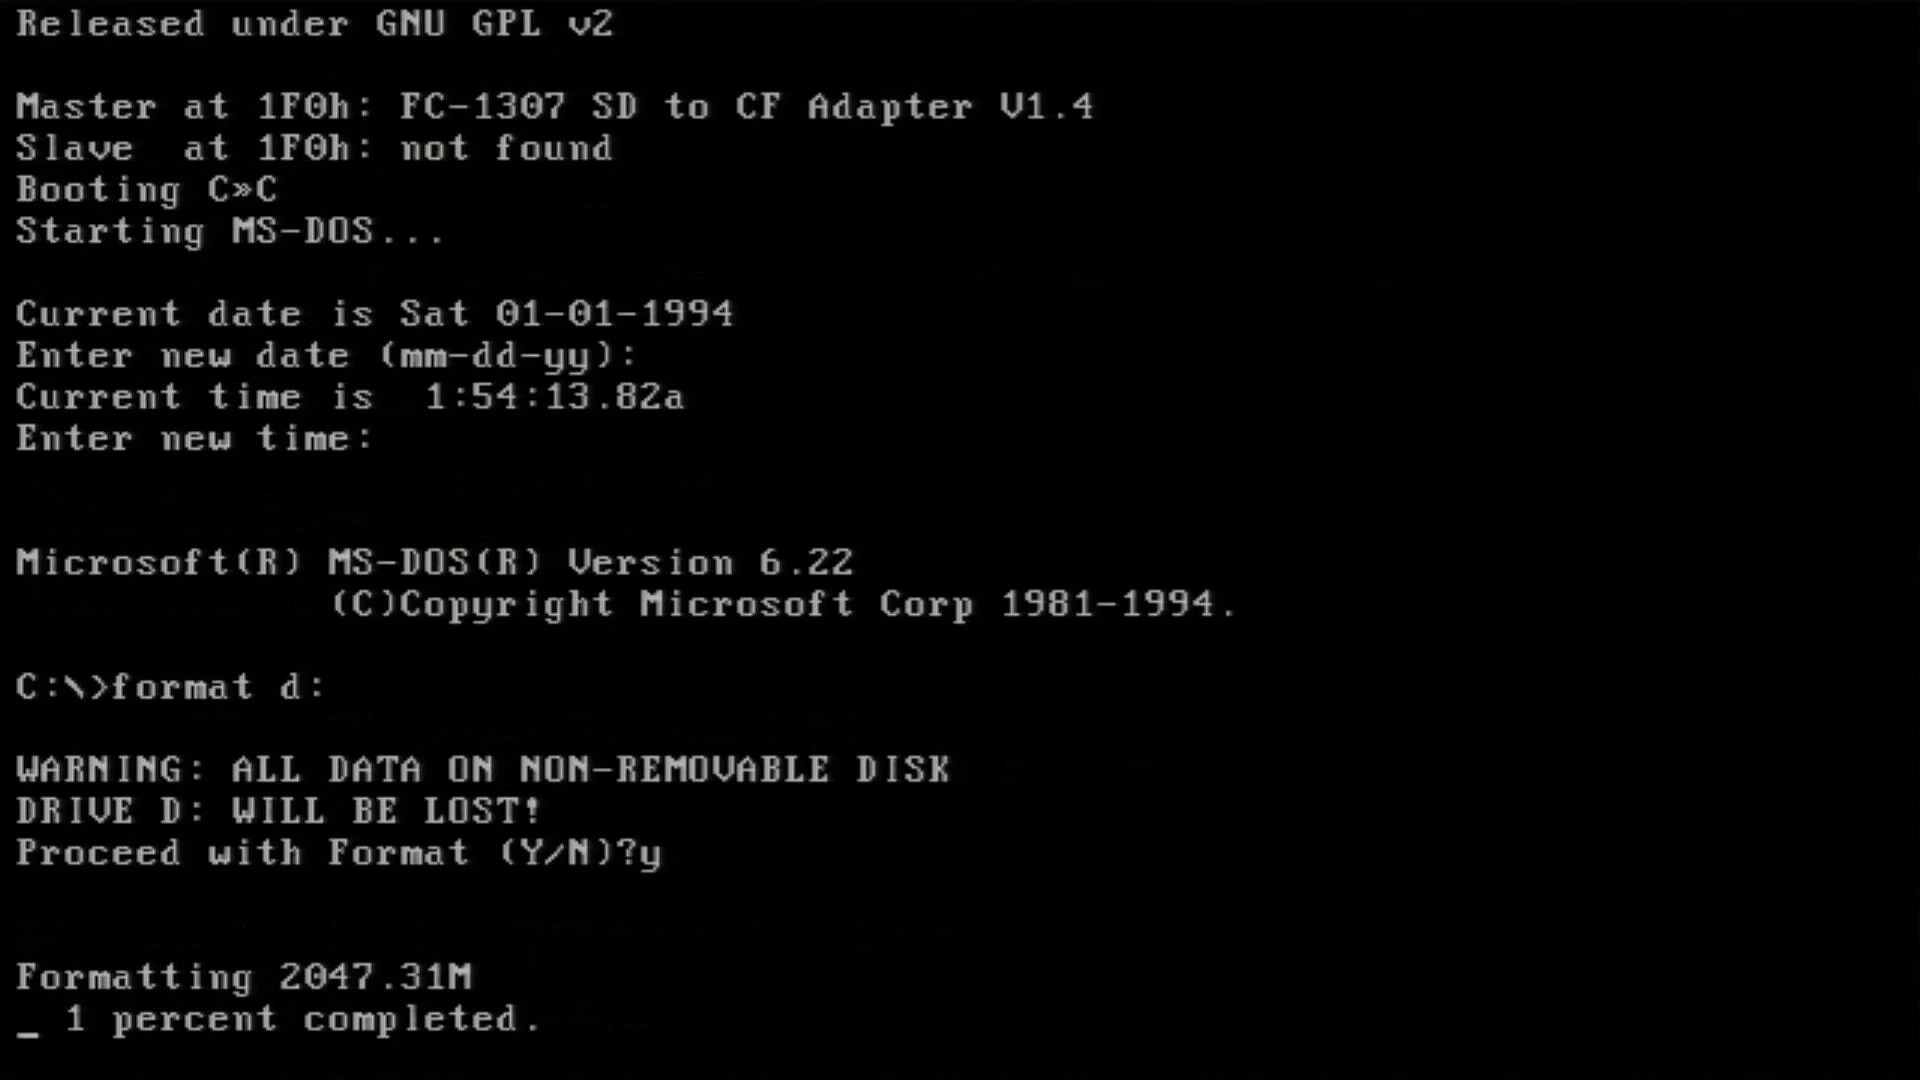 Released under GNU GPL v2
Master at 1F0h: FC-1307 SD to CF Adapter V1.4
Slave  at 1F0h: not found
Booting C»C
Starting MS-DOS...
Current date is Sat 01-01-1994
Enter new date (mm-dd-yy):
Current time is  1:54:13.82a
Enter new time:
Microsoft(R) MS-DOS(R) Version 6.22
(C)Copyright Microsoft Corp 1981-1994.
C:\>format d:
WARNING: ALL DATA ON NON-REMOVABLE DISK
DRIVE D: WILL BE LOST!
Proceed with Format (Y/N)?y
Formatting 2047.31M
_ 1 percent completed.